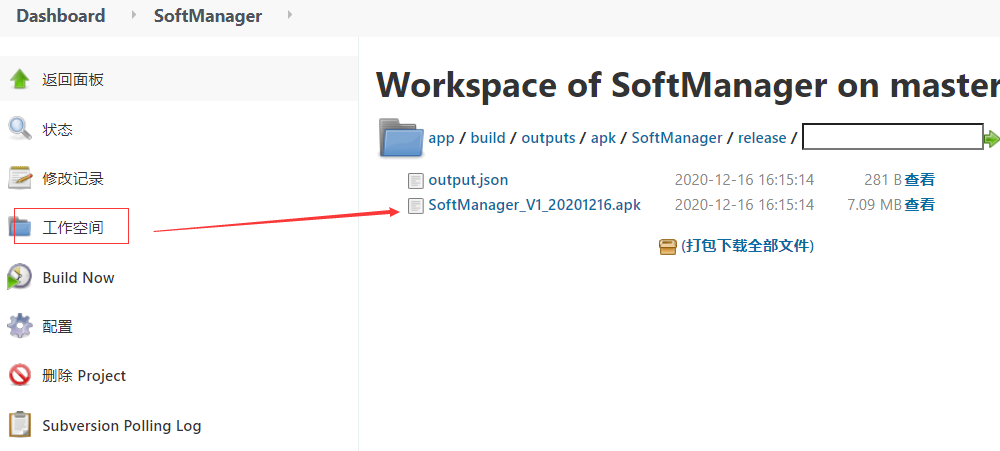 Dashboard SoftManager
返回面板
状态
修改记录
工作空间
Build Now
配置
删除 Project
Subversion Polling Log
Workspace of SoftManager on master
app / build / outputs / apk / SoftManager / release /
output.json 2020-12-16 16:15:14 281 B 查看
SoftManager_V1_20201216.apk 2020-12-16 16:15:14 7.09 MB 查看
(打包下载全部文件)